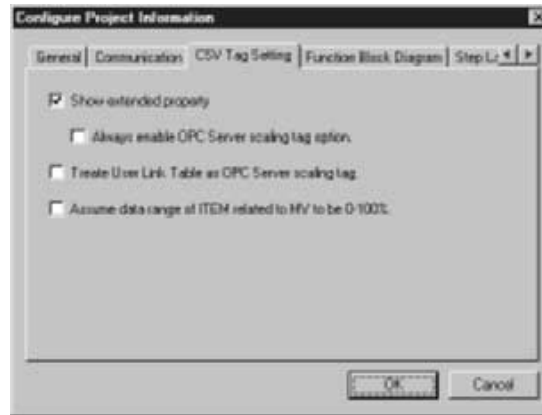 Configure Project Information
General Communication CSV Tag Setting Function Block Diagram Step La
Show extended property
Always enable OPC Server scaling tag option.
Treate User Link Table as OPC Server scaling tag
Assume data range of ITEM related to MV to be 0-100%.
OK Cancel